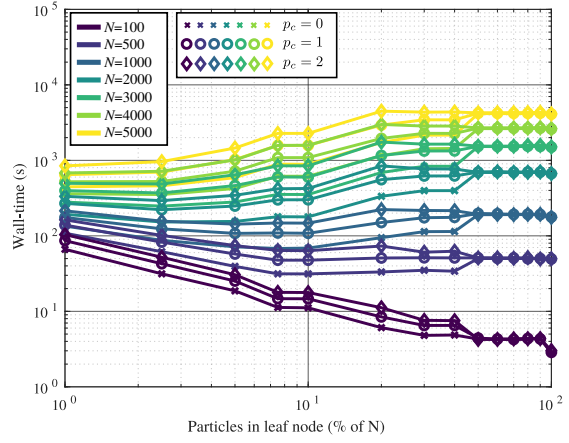 10^5
10^4
10^3
10^2
10^1
10^0
Wall-time (s)
N=100
N=500
N=1000
N=2000
N=3000
N=4000
N=5000
p_c = 0
p_c = 1
p_c = 2
10^0 10^1 10^2
Particles in leaf node (% of N)